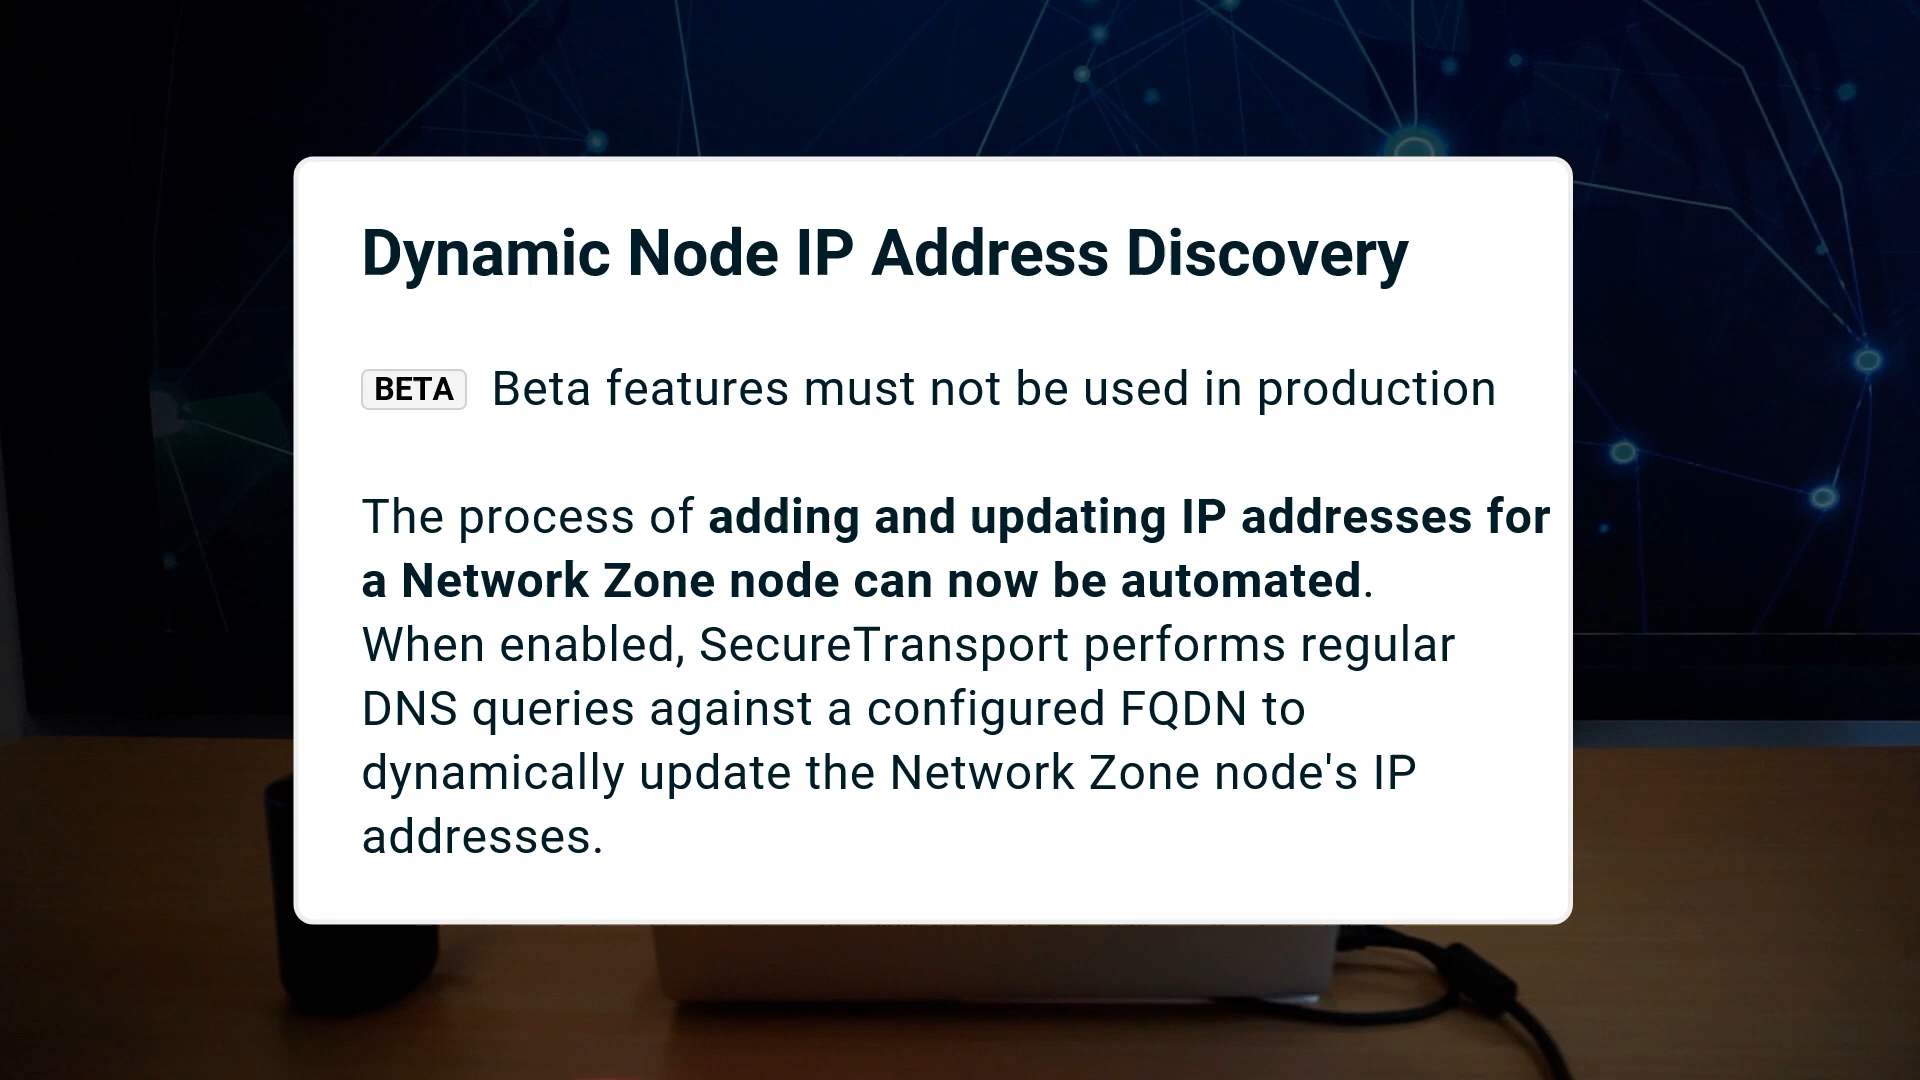 Dynamic Node IP Address Discovery
BETA Beta features must not be used in production
The process of adding and updating IP addresses for
a Network Zone node can now be automated.
When enabled, SecureTransport performs regular
DNS queries against a configured FQDN to
dynamically update the Network Zone node's IP
addresses.